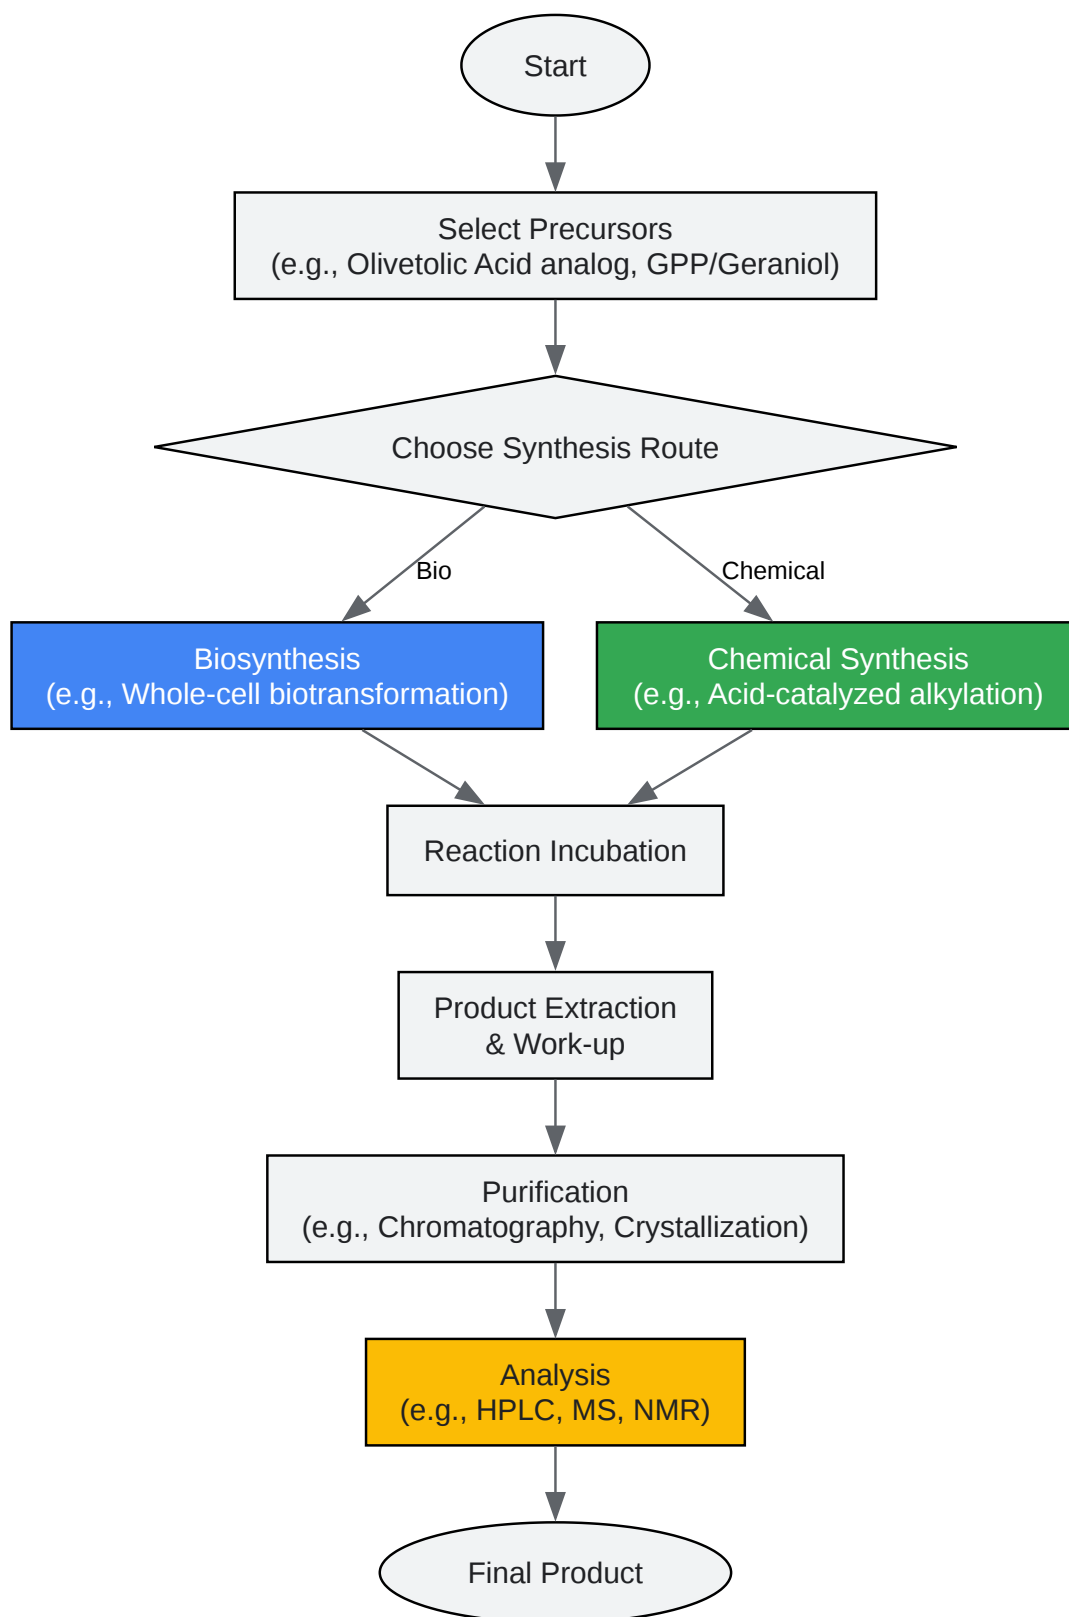 Start
Select Precursors
(e.g., Olivetolic Acid analog, GPP/Geraniol)
Choose Synthesis Route
Bio
Chemical
Biosynthesis
(e.g., Whole-cell biotransformation)
Chemical Synthesis
(e.g., Acid-catalyzed alkylation)
Reaction Incubation
Product Extraction
& Work-up
Purification
(e.g., Chromatography, Crystallization)
Analysis
(e.g., HPLC, MS, NMR)
Final Product